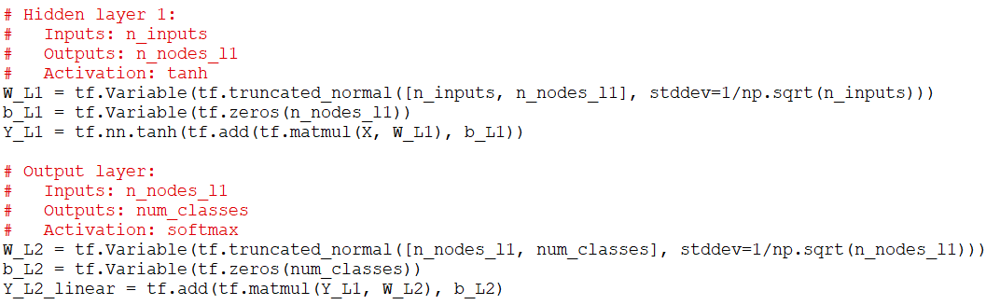 # Hidden layer 1:
#   Inputs: n_inputs
#   Outputs: n_nodes_l1
#   Activation: tanh
W_L1 = tf.Variable(tf.truncated_normal([n_inputs, n_nodes_l1], stddev=1/np.sqrt(n_inputs)))
b_L1 = tf.Variable(tf.zeros(n_nodes_l1))
Y_L1 = tf.nn.tanh(tf.add(tf.matmul(X, W_L1), b_L1))
# Output layer:
#   Inputs: n_nodes_l1
#   Outputs: num_classes
#   Activation: softmax
W_L2 = tf.Variable(tf.truncated_normal([n_nodes_l1, num_classes], stddev=1/np.sqrt(n_nodes_l1)))
b_L2 = tf.Variable(tf.zeros(num_classes))
Y_L2_linear = tf.add(tf.matmul(Y_L1, W_L2), b_L2)